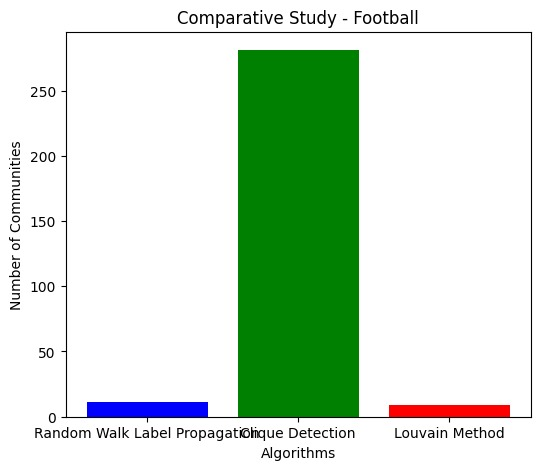 Comparative Study - Football
Number of Communities
250
200
150
100
50
0
Random Walk Label Propagation Clique Detection Louvain Method
Algorithms